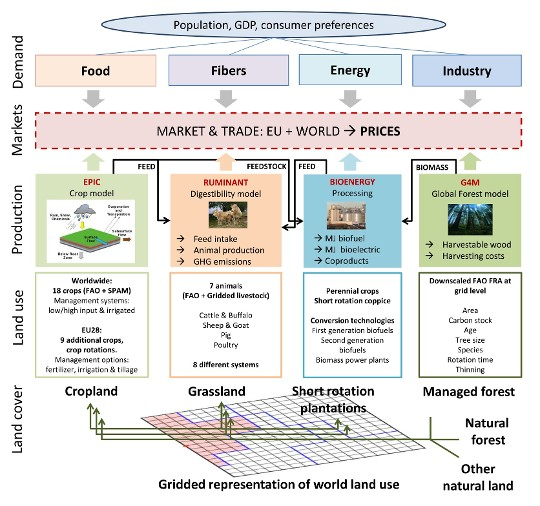 Population, GDP, consumer preferences
Demand
Food
Fibers
Energy
Industry
Markets
MARKET & TRADE: EU + WORLD → PRICES
Production
FEED
FEEDSTOCK
FEED
BIOMASS
EPIC
Crop model
RUMINANT
Digestibility model
→ Feed intake
→ Animal production
→ GHG emissions
BIOENERGY
Processing
→ MJ biofuel
→ MJ bioelectric
→ Coproducts
G4M
Global Forest model
→ Harvestable wood
→ Harvesting costs
Land use
Worldwide:
18 crops (FAO + SPAM)
Management systems:
low/high input & irrigated
EU28:
9 additional crops,
crop rotations.
Management options:
fertilizer, irrigation & tillage
7 animals
(FAO + Gridded livestock)
Cattle & Buffalo
Sheep & Goat
Pig
Poultry
8 different systems
Perennial crops
Short rotation coppice
Conversion technologies
First generation biofuels
Second generation
biofuels
Biomass power plants
Downscaled FAO FRA at
grid level
Area
Carbon stock
Age
Tree size
Species
Rotation time
Thinning
Land cover
Cropland
Grassland
Short rotation
plantations
Managed forest
Natural
forest
Other
natural land
Gridded representation of world land use